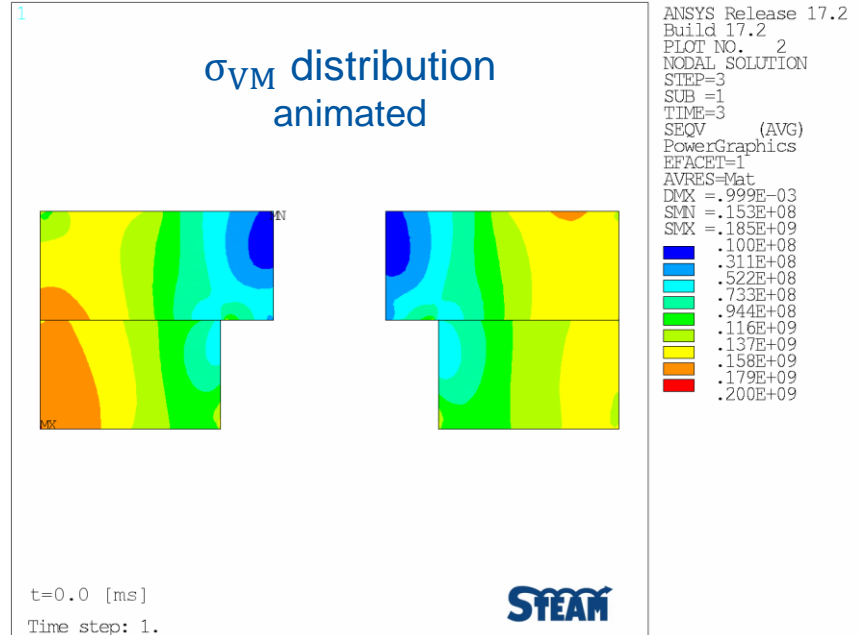 1
σVM distribution
animated
MN
MX
t=0.0 [ms]
Time step: 1.
STEAM
ANSYS Release 17.2
Build 17.2
PLOT NO.   2
NODAL SOLUTION
STEP=3
SUB =1
TIME=3
SEQV     (AVG)
PowerGraphics
EFACET=1
AVRES=Mat
DMX =.999E-03
SMN =.153E+08
SMX =.185E+09
.100E+08
.311E+08
.522E+08
.733E+08
.944E+08
.116E+09
.137E+09
.158E+09
.179E+09
.200E+09